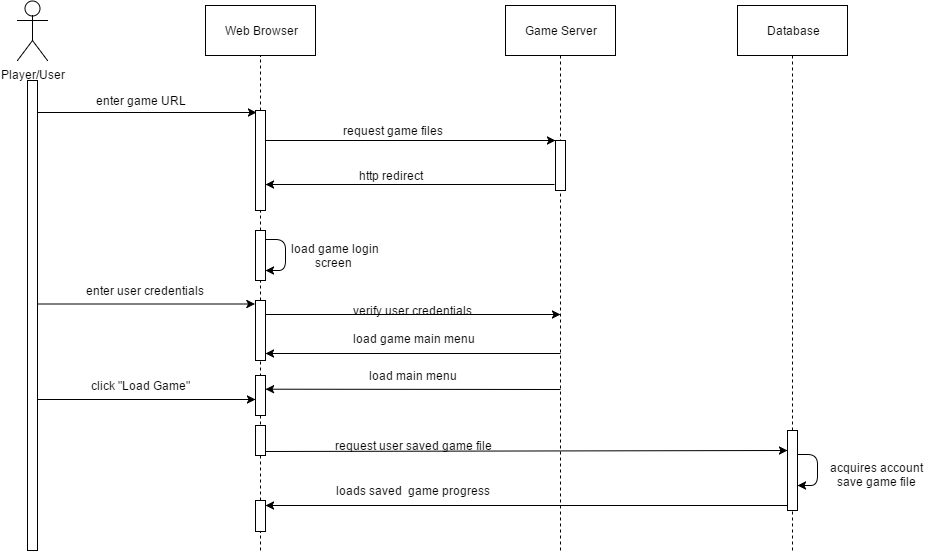 Web Browser
Game Server
Database
Player/User
enter game URL
request game files
http redirect
load game login
screen
enter user credentials
verify user credentials
load game main menu
load main menu
click "Load Game"
request user saved game file
acquires account
save game file
loads saved  game progress